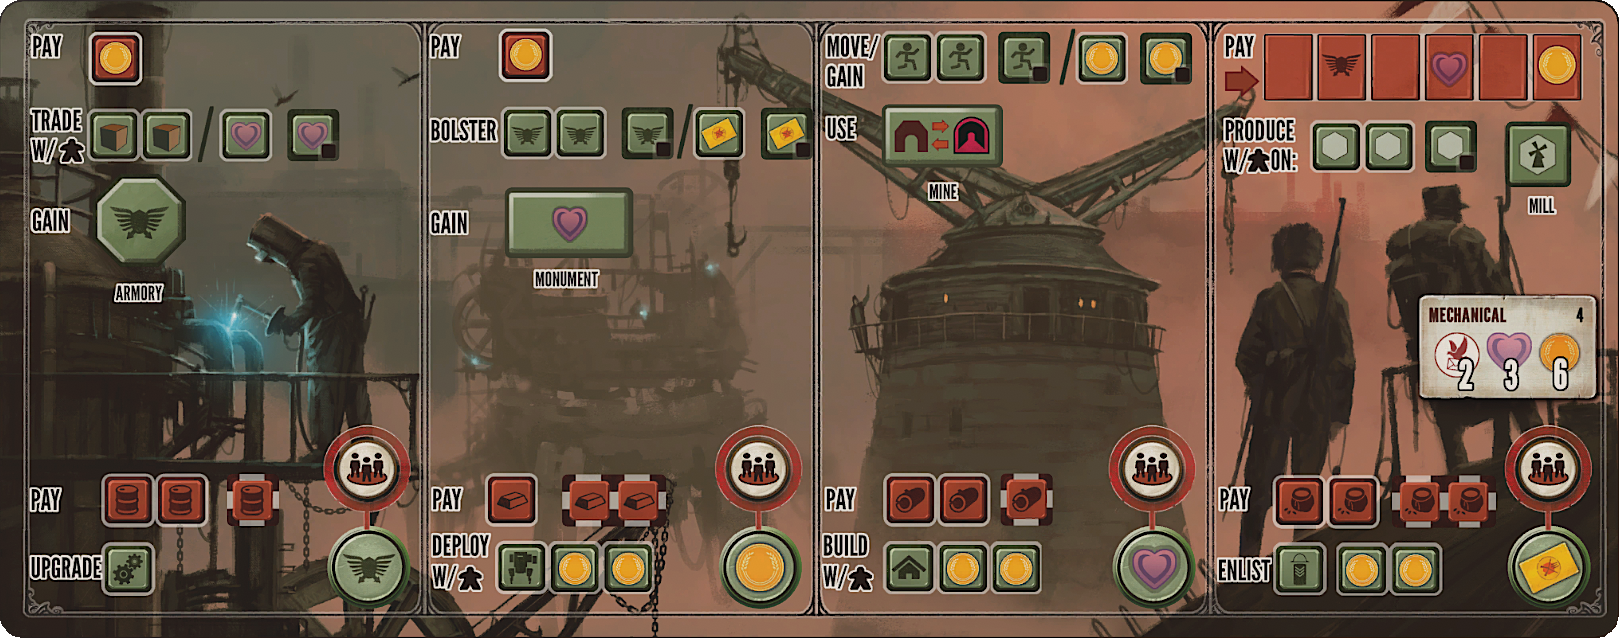 PAY
TRADE
W/
GAIN
ARMORY
PAY
UPGRADE
PAY
BOLSTER
GAIN
MONUMENT
PAY
DEPLOY
W/
MOVE/
GAIN
USE
MINE
PAY
BUILD
W/
PAY
PRODUCE
W/ ON:
MILL
MECHANICAL 4
2 3 6
PAY
ENLIST